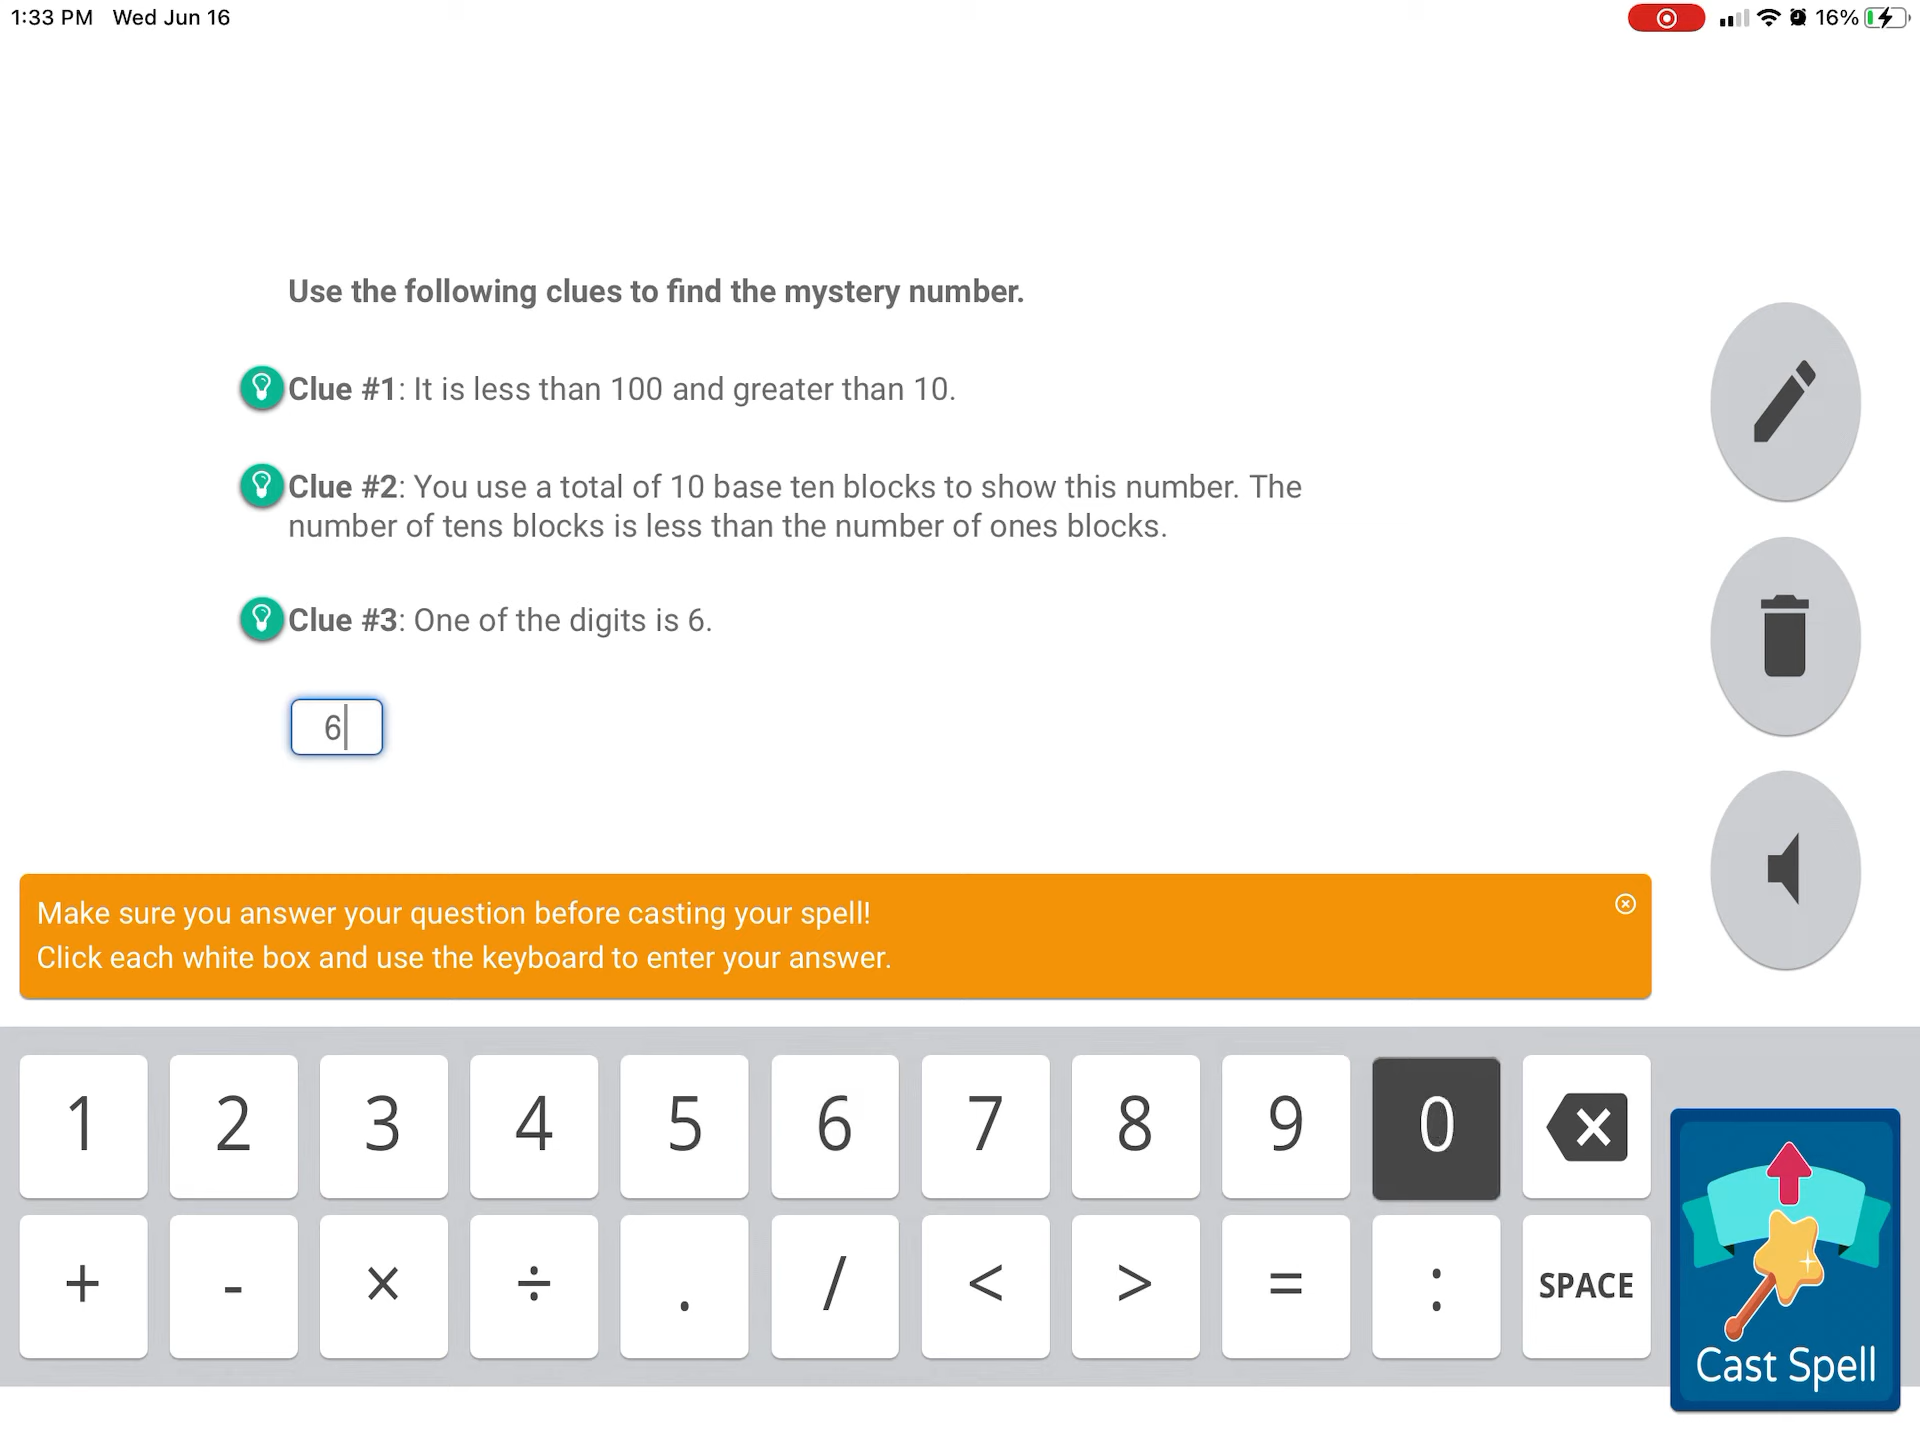 1:33 PM Wed Jun 16
16%
Use the following clues to find the mystery number.
Clue #1: It is less than 100 and greater than 10.
Clue #2: You use a total of 10 base ten blocks to show this number. The
number of tens blocks is less than the number of ones blocks.
Clue #3: One of the digits is 6.
6
Make sure you answer your question before casting your spell!
Click each white box and use the keyboard to enter your answer.
1 2 3 4 5 6 7 8 9 0
+ - × ÷ . / < > = : SPACE
Cast Spell